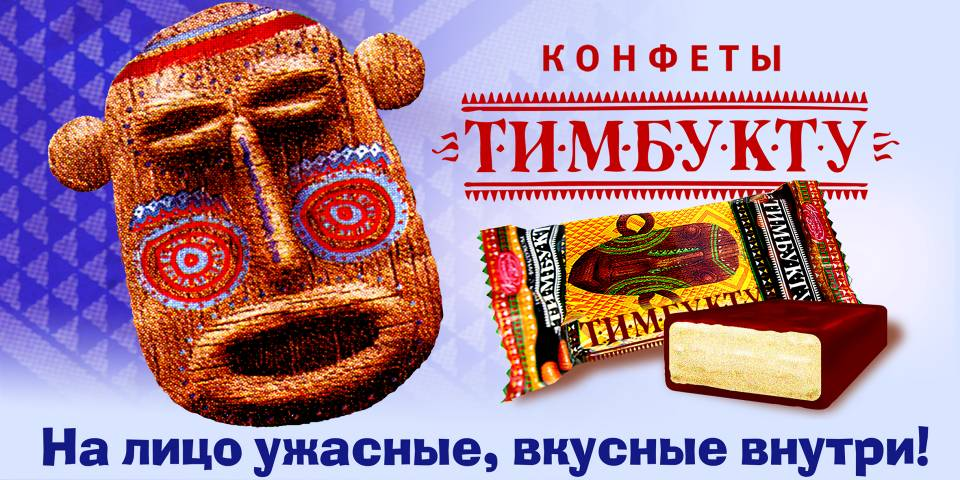 КОНФЕТЫ
Т·И·М·Б·У·К·Т·У
ТИМБУКТУ
На лицо ужасные, вкусные внутри!